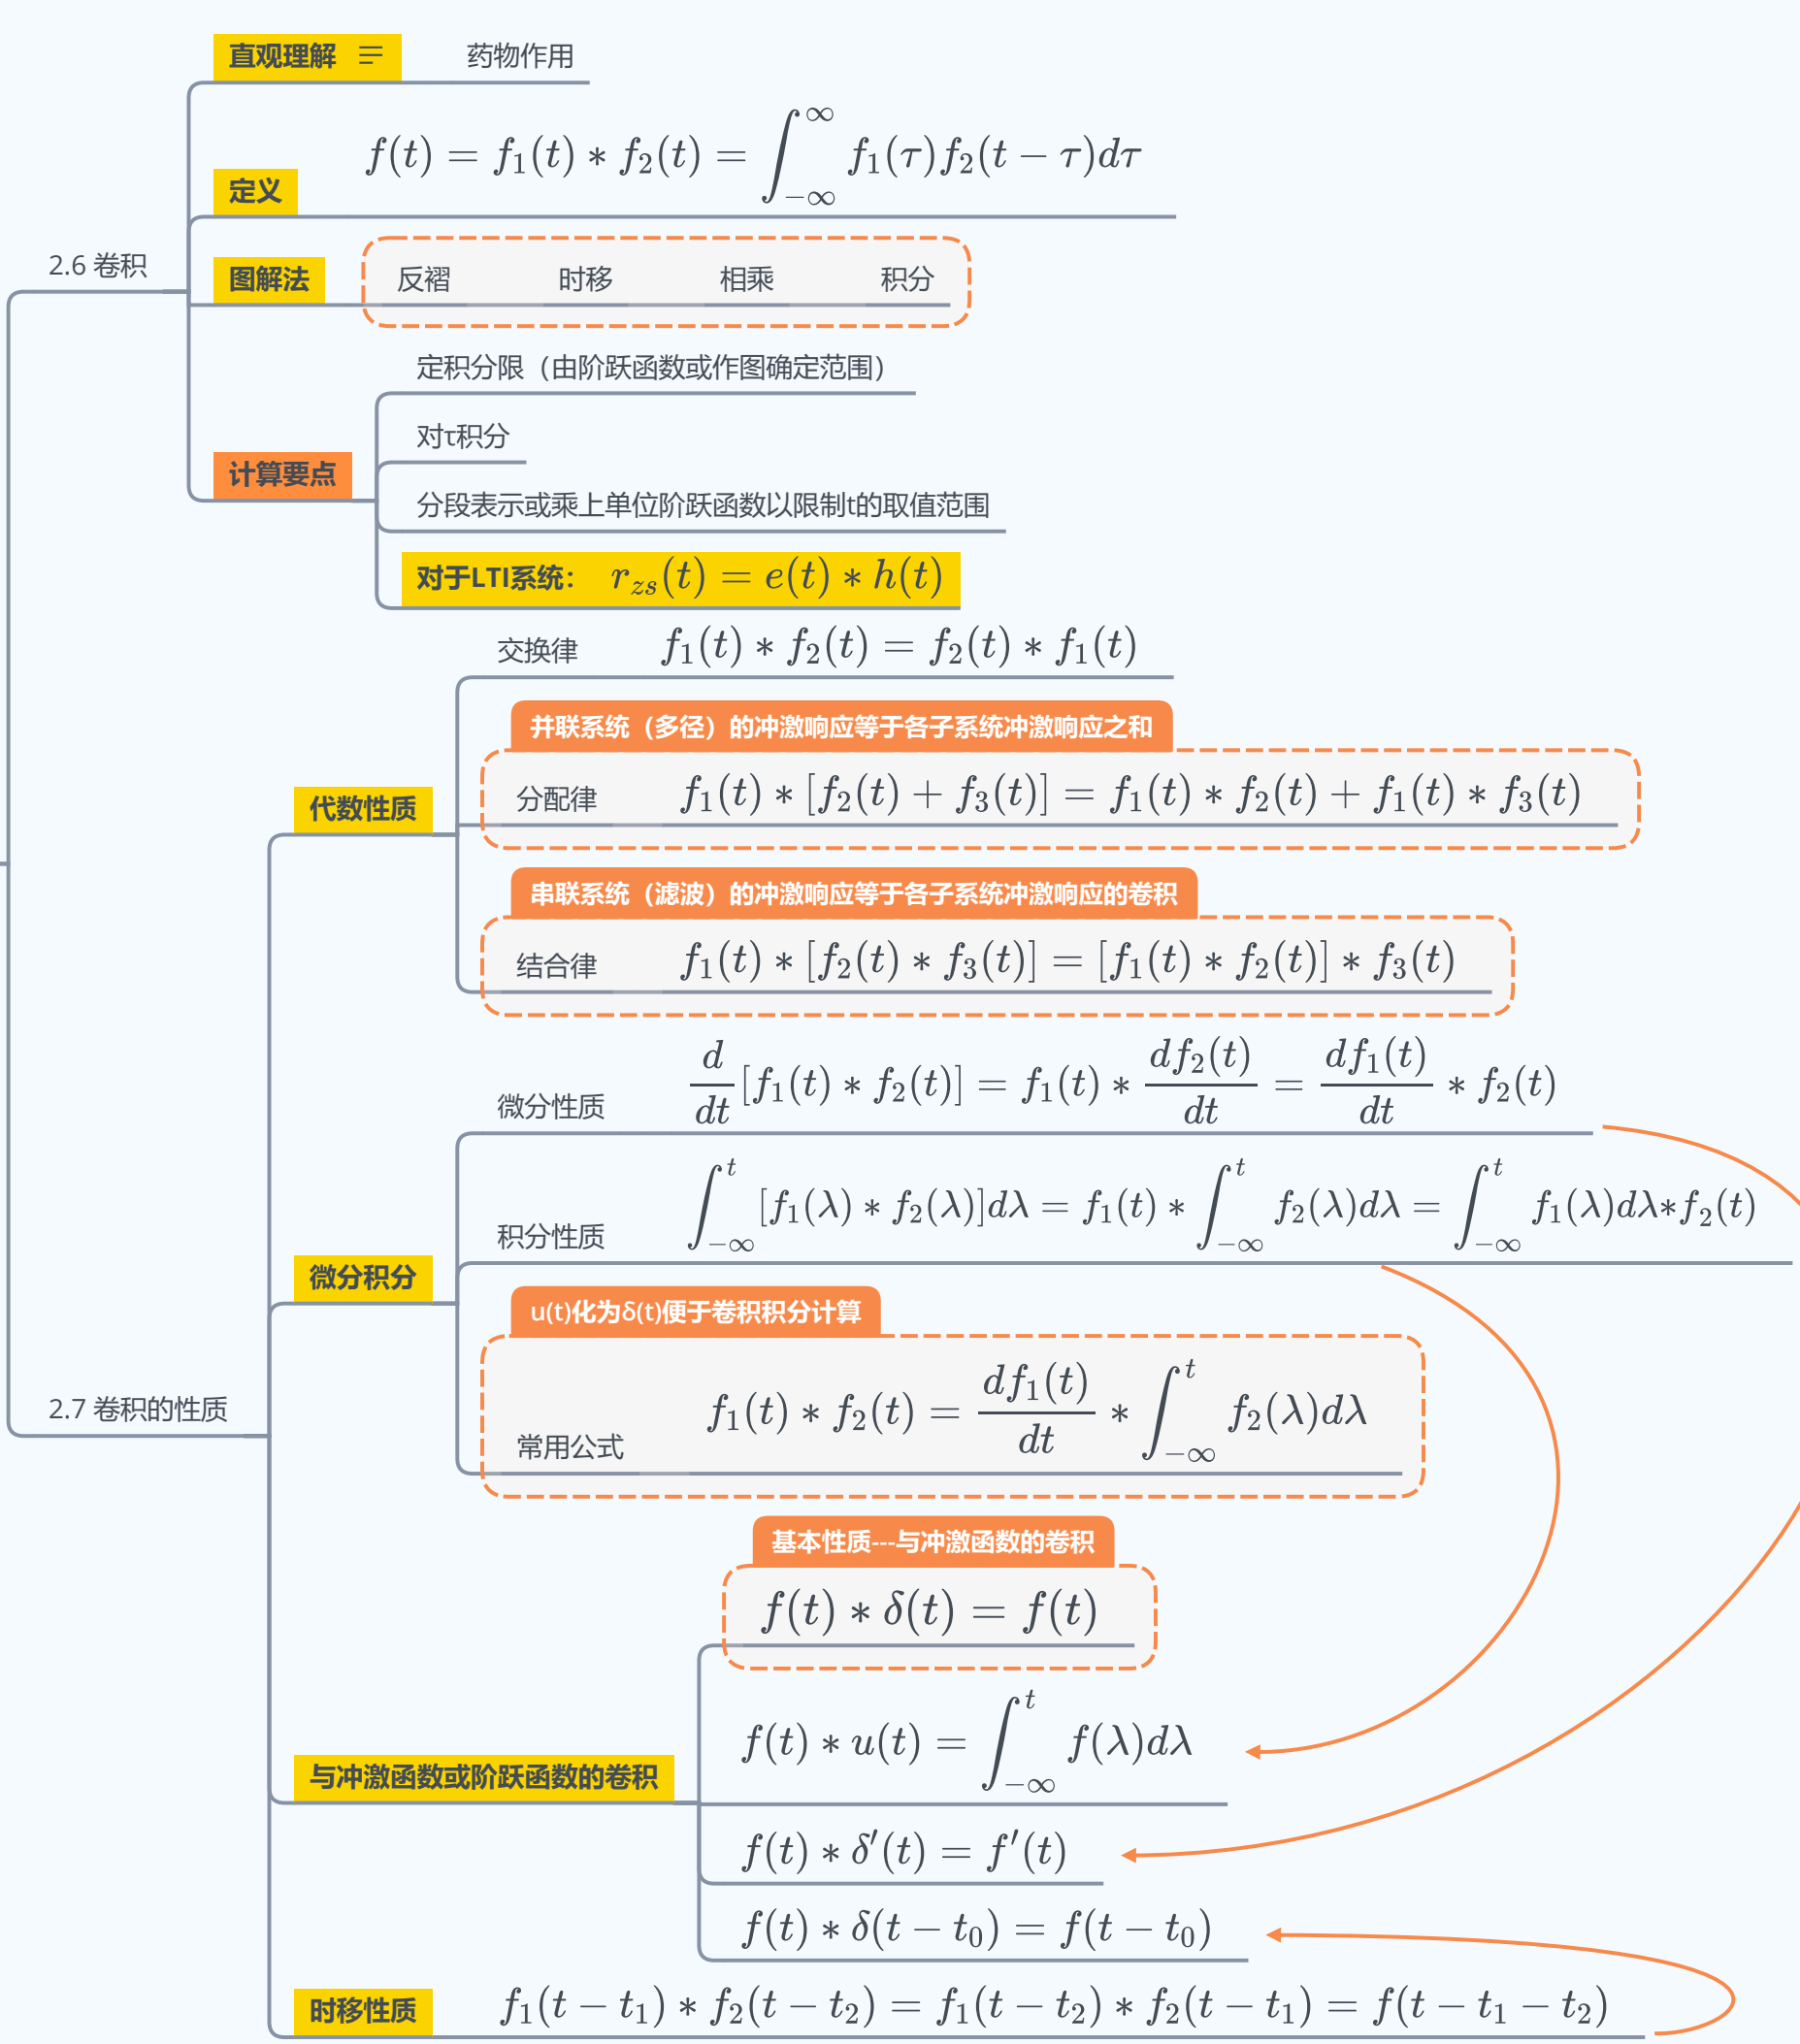 直观理解 药物作用
定义 f(t) = f₁(t) * f₂(t) = ∫_{-∞}^{∞} f₁(τ)f₂(t − τ)dτ
2.6 卷积
图解法 反褶 时移 相乘 积分
定积分限（由阶跃函数或作图确定范围）
对τ积分
计算要点
分段表示或乘上单位阶跃函数以限制t的取值范围
对于LTI系统： r_{zs}(t) = e(t) * h(t)
交换律 f₁(t) * f₂(t) = f₂(t) * f₁(t)
并联系统（多径）的冲激响应等于各子系统冲激响应之和
代数性质
分配律 f₁(t) * [f₂(t) + f₃(t)] = f₁(t) * f₂(t) + f₁(t) * f₃(t)
串联系统（滤波）的冲激响应等于各子系统冲激响应的卷积
结合律 f₁(t) * [f₂(t) * f₃(t)] = [f₁(t) * f₂(t)] * f₃(t)
微分性质 d/dt [f₁(t) * f₂(t)] = f₁(t) * df₂(t)/dt = df₁(t)/dt * f₂(t)
积分性质 ∫_{-∞}^{t} [f₁(λ) * f₂(λ)]dλ = f₁(t) * ∫_{-∞}^{t} f₂(λ)dλ = ∫_{-∞}^{t} f₁(λ)dλ*f₂(t)
微分积分
u(t)化为δ(t)便于卷积积分计算
2.7 卷积的性质
常用公式 f₁(t) * f₂(t) = df₁(t)/dt * ∫_{-∞}^{t} f₂(λ)dλ
基本性质---与冲激函数的卷积
f(t) * δ(t) = f(t)
f(t) * u(t) = ∫_{-∞}^{t} f(λ)dλ
与冲激函数或阶跃函数的卷积
f(t) * δ′(t) = f′(t)
f(t) * δ(t − t₀) = f(t − t₀)
时移性质 f₁(t − t₁) * f₂(t − t₂) = f₁(t − t₂) * f₂(t − t₁) = f(t − t₁ − t₂)